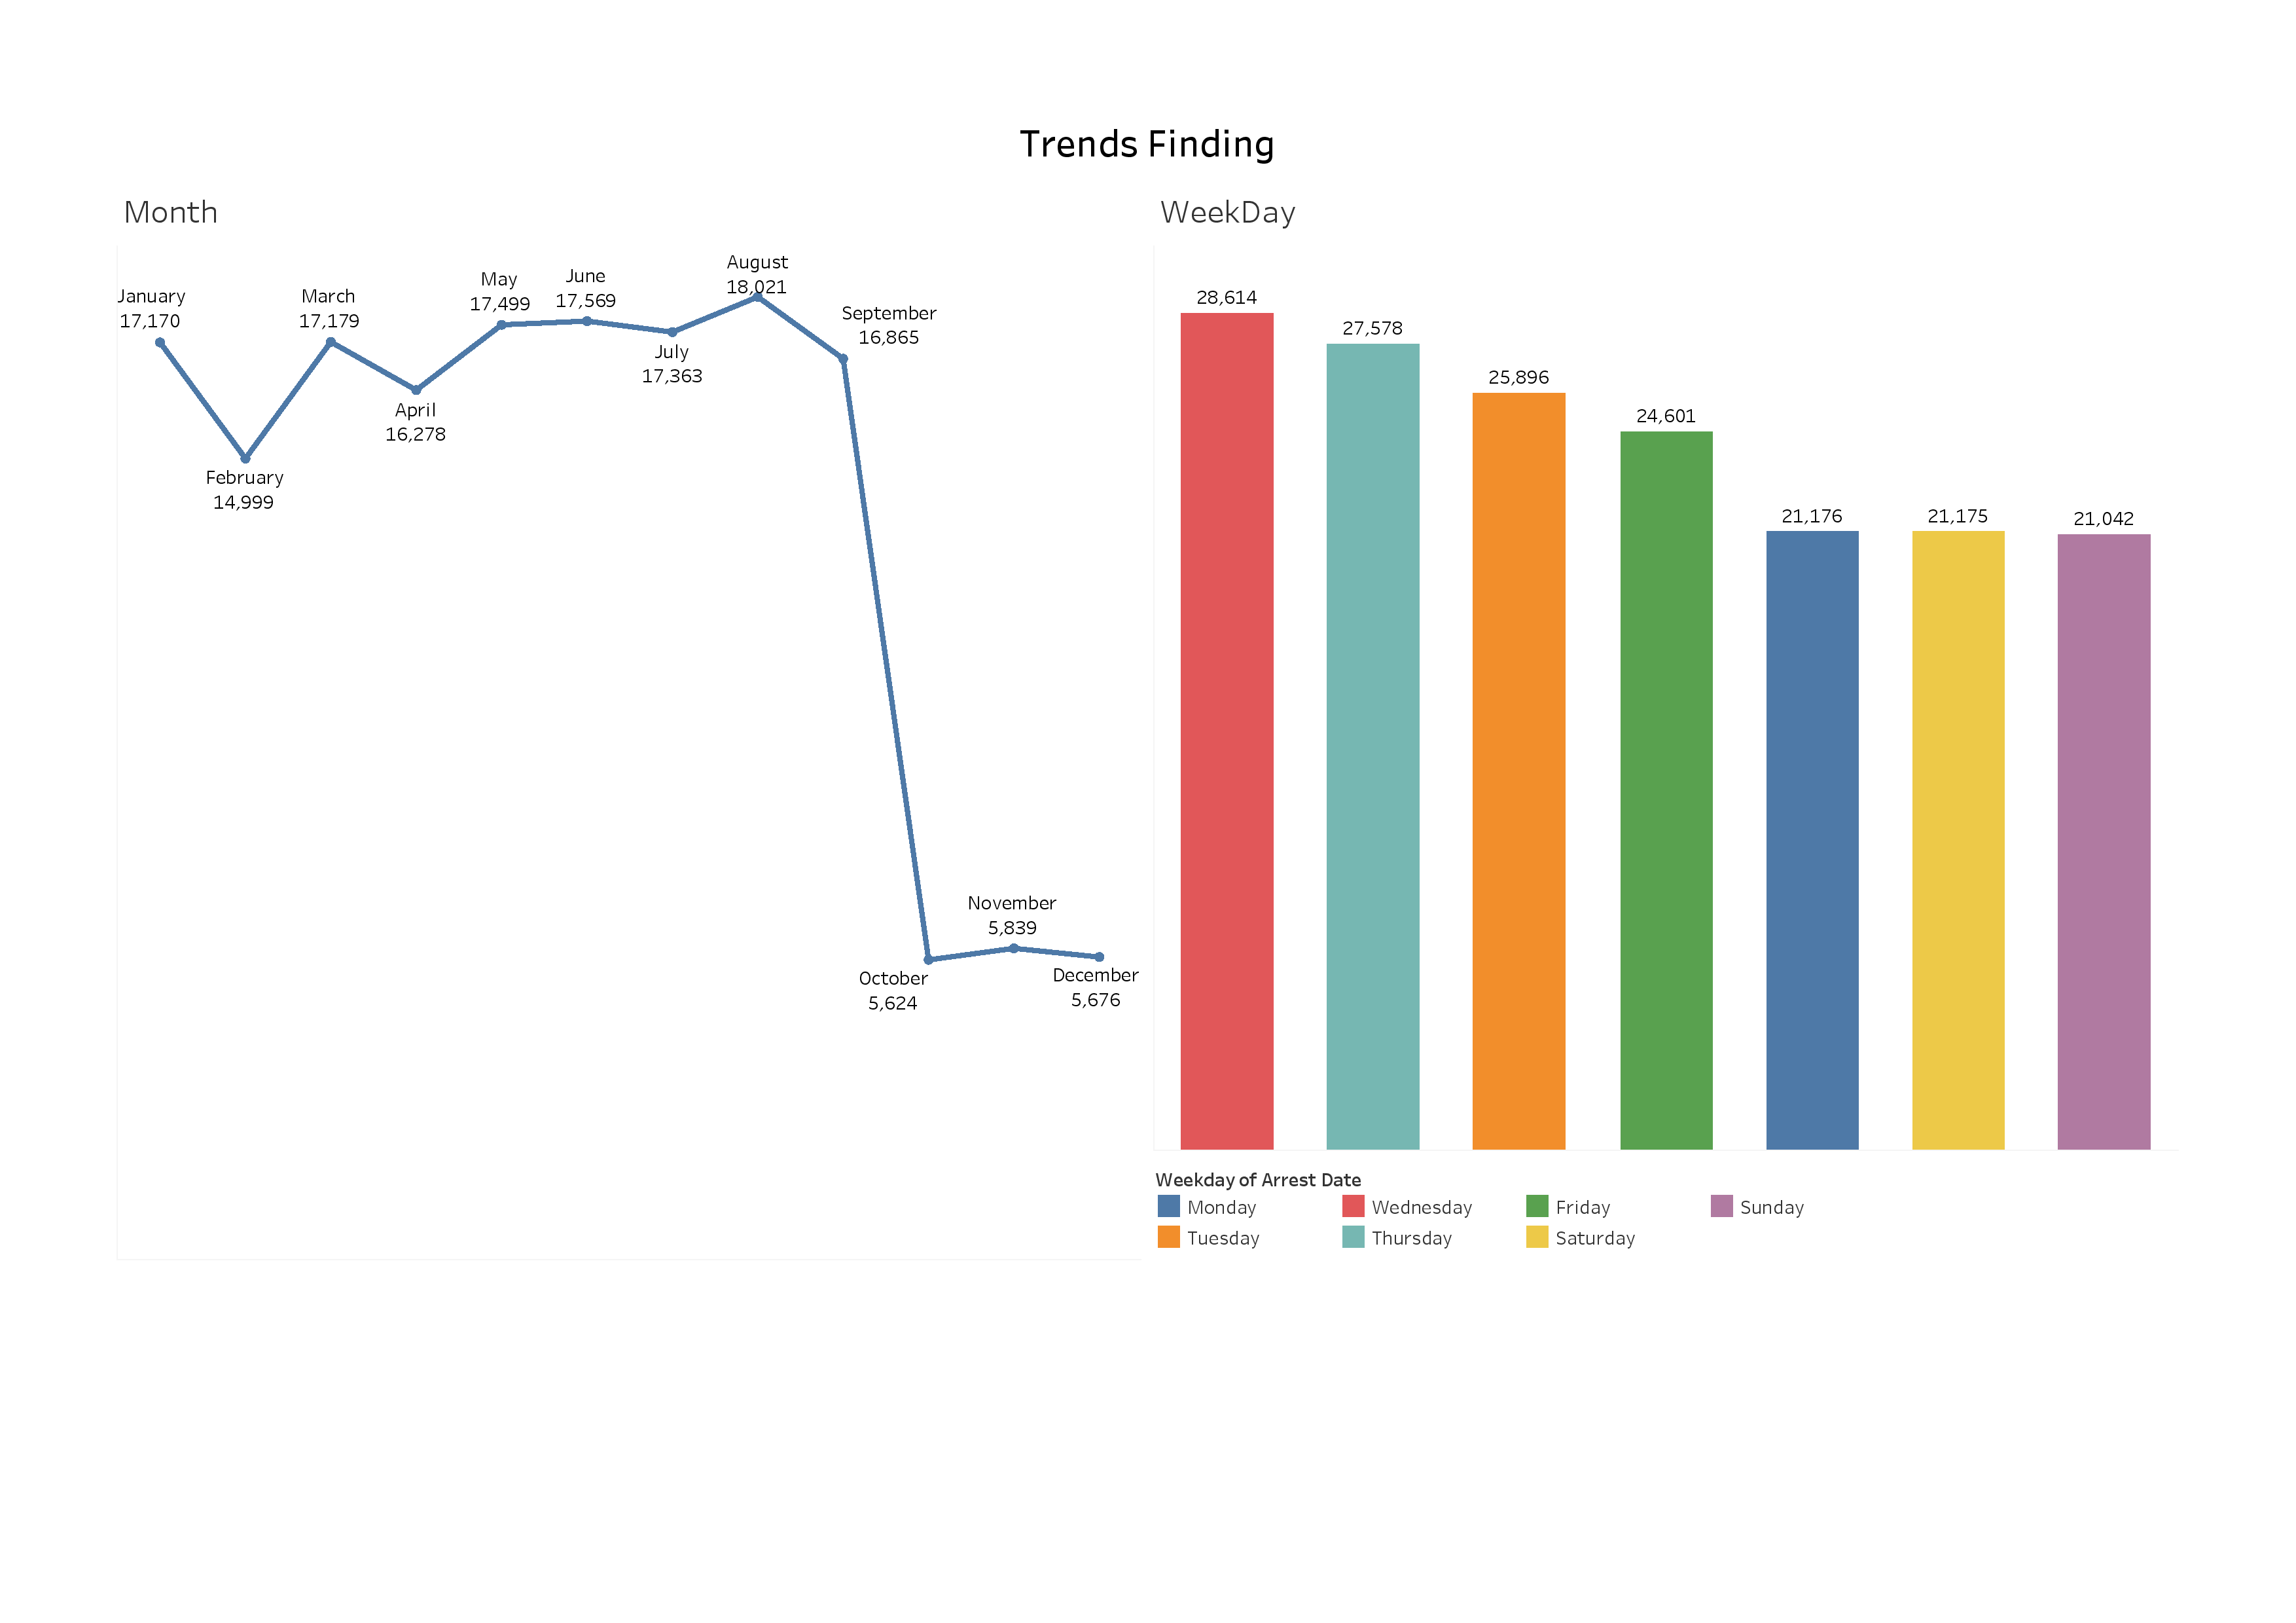 Trends Finding
Month
January
17,170
February
14,999
March
17,179
April
16,278
May
17,499
June
17,569
July
17,363
August
18,021
September
16,865
October
5,624
November
5,839
December
5,676
WeekDay
28,614
27,578
25,896
24,601
21,176
21,175
21,042
Weekday of Arrest Date
Monday
Wednesday
Friday
Sunday
Tuesday
Thursday
Saturday